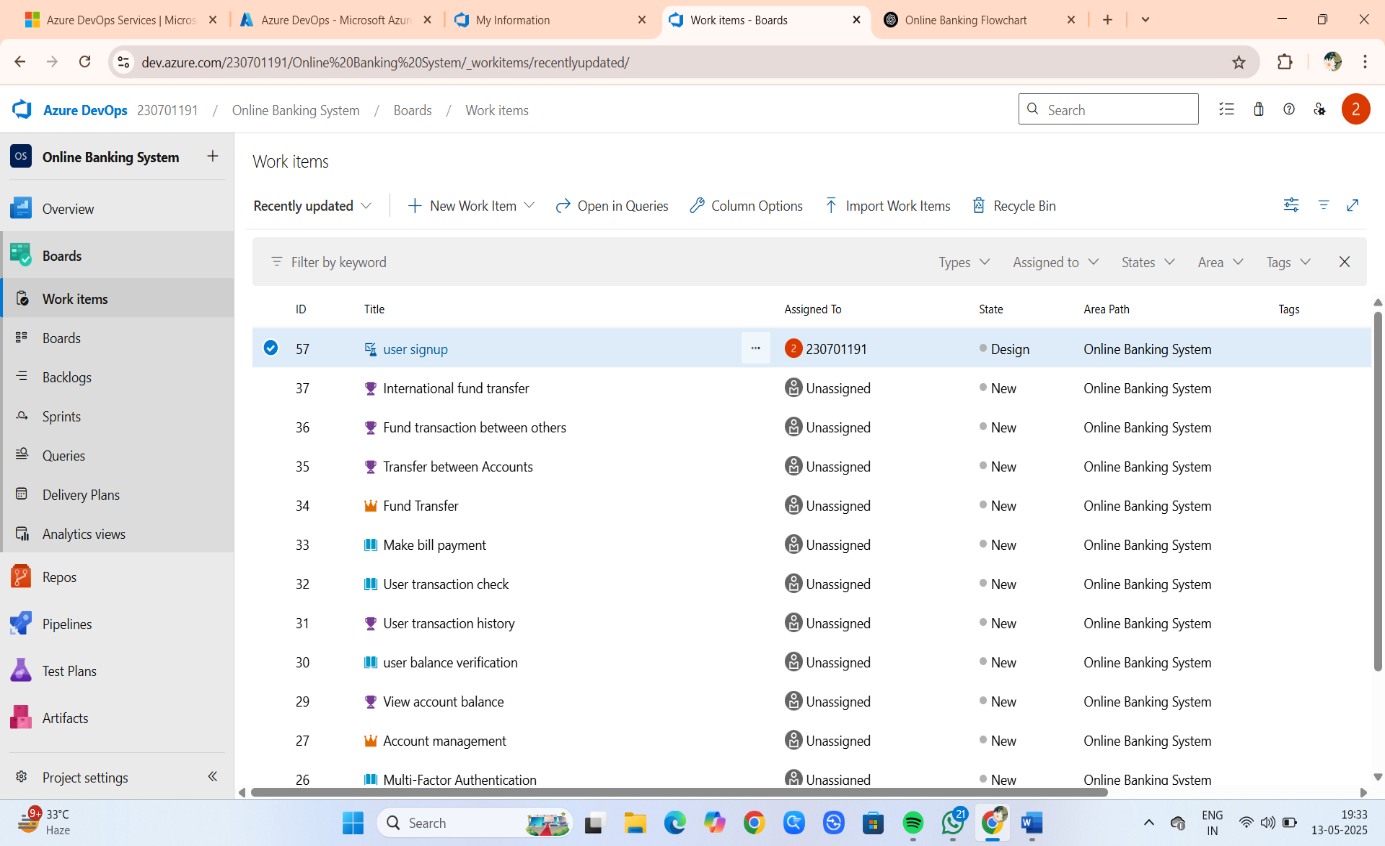 Azure DevOps Services | Micros
Azure DevOps - Microsoft Azur
My Information
Work items - Boards
Online Banking Flowchart
dev.azure.com/230701191/Online%20Banking%20System/_workitems/recentlyupdated/
Azure DevOps 230701191 / Online Banking System / Boards / Work items
Search
2
OS Online Banking System
Overview
Boards
Work items
Boards
Backlogs
Sprints
Queries
Delivery Plans
Analytics views
Repos
Pipelines
Test Plans
Artifacts
Project settings
Work items
Recently updated New Work Item Open in Queries Column Options Import Work Items Recycle Bin
Filter by keyword Types Assigned to States Area Tags
ID Title Assigned To State Area Path Tags
57 user signup 2 230701191 Design Online Banking System
37 International fund transfer Unassigned New Online Banking System
36 Fund transaction between others Unassigned New Online Banking System
35 Transfer between Accounts Unassigned New Online Banking System
34 Fund Transfer Unassigned New Online Banking System
33 Make bill payment Unassigned New Online Banking System
32 User transaction check Unassigned New Online Banking System
31 User transaction history Unassigned New Online Banking System
30 user balance verification Unassigned New Online Banking System
29 View account balance Unassigned New Online Banking System
27 Account management Unassigned New Online Banking System
26 Multi-Factor Authentication Unassigned New Online Banking System
9+ 33°C
Haze
Search
21
ENG
IN
19:33
13-05-2025